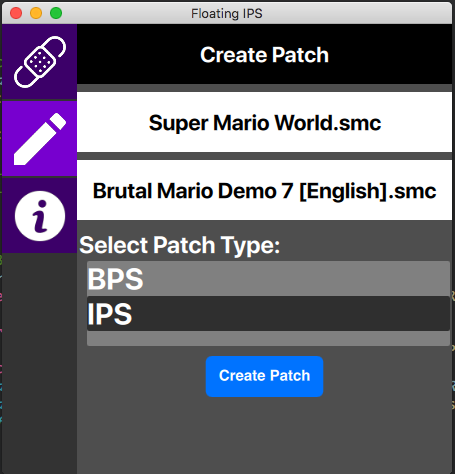 Floating IPS
Create Patch
Super Mario World.smc
Brutal Mario Demo 7 [English].smc
Select Patch Type:
BPS
IPS
Create Patch